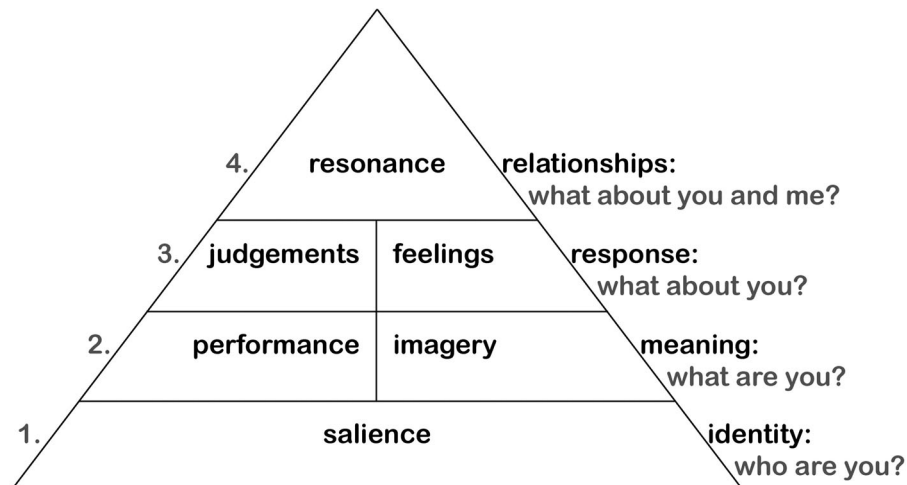 4. resonance relationships:
what about you and me?
3. judgements feelings response:
what about you?
2. performance imagery meaning:
what are you?
1. salience identity:
who are you?